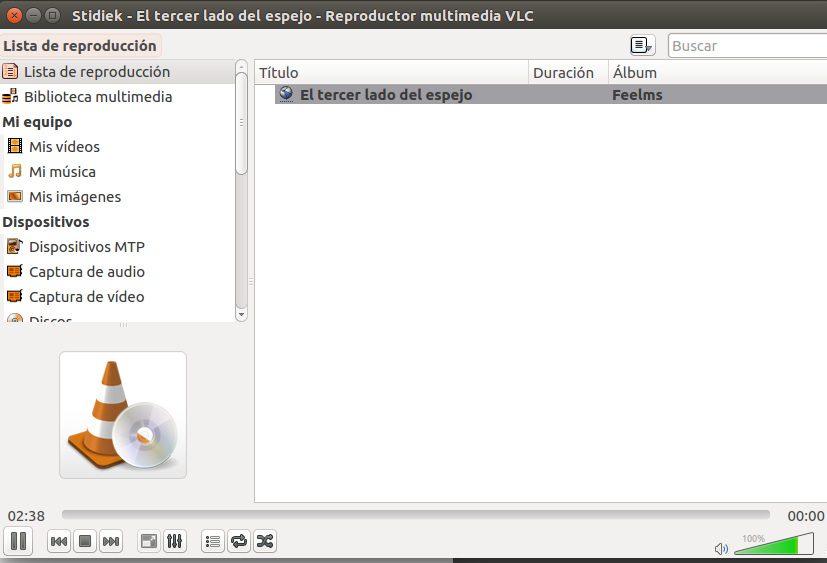 Stidiek - El tercer lado del espejo - Reproductor multimedia VLC
Lista de reproducción
Buscar
Lista de reproducción
Biblioteca multimedia
Mi equipo
Mis vídeos
Mi música
Mis imágenes
Dispositivos
Dispositivos MTP
Captura de audio
Captura de vídeo
Discos
Título Duración Álbum
El tercer lado del espejo Feelms
02:38 00:00
100%